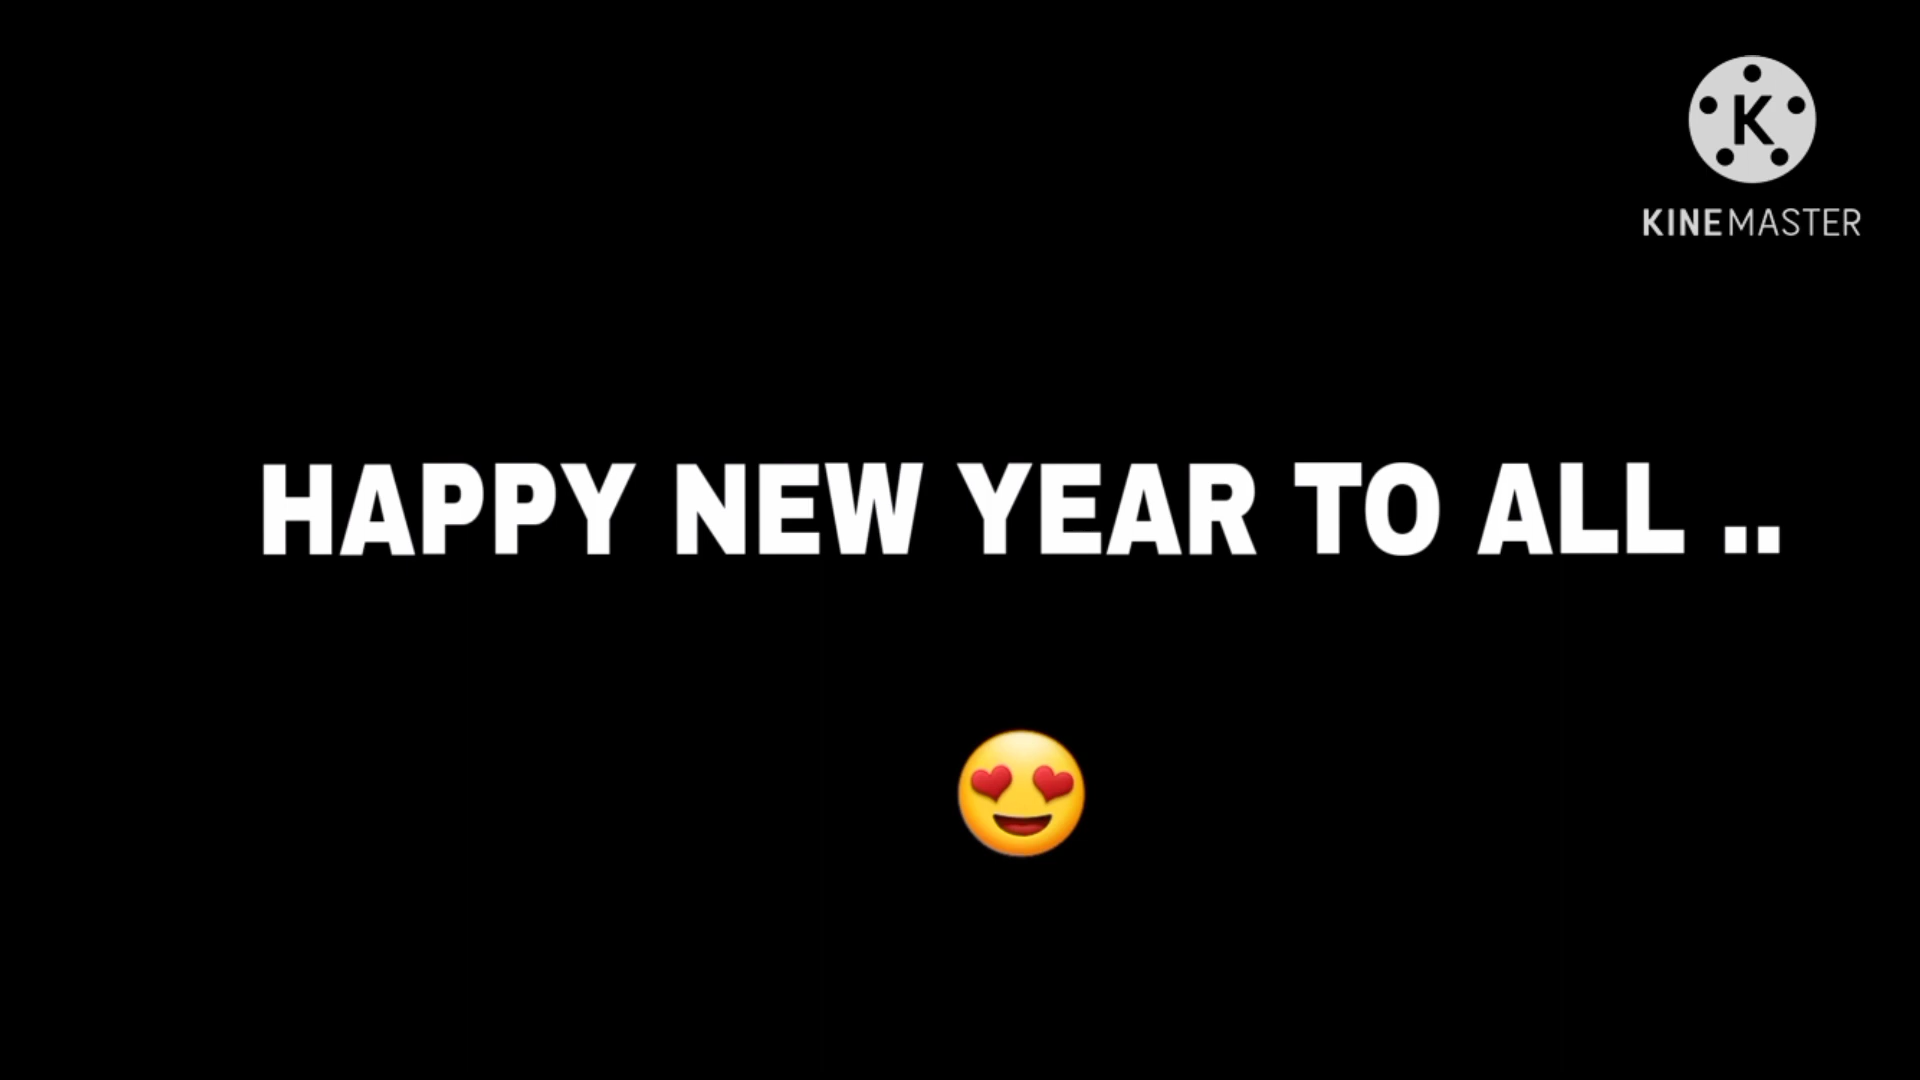 K
KINEMASTER
HAPPY NEW YEAR TO ALL ..
😍